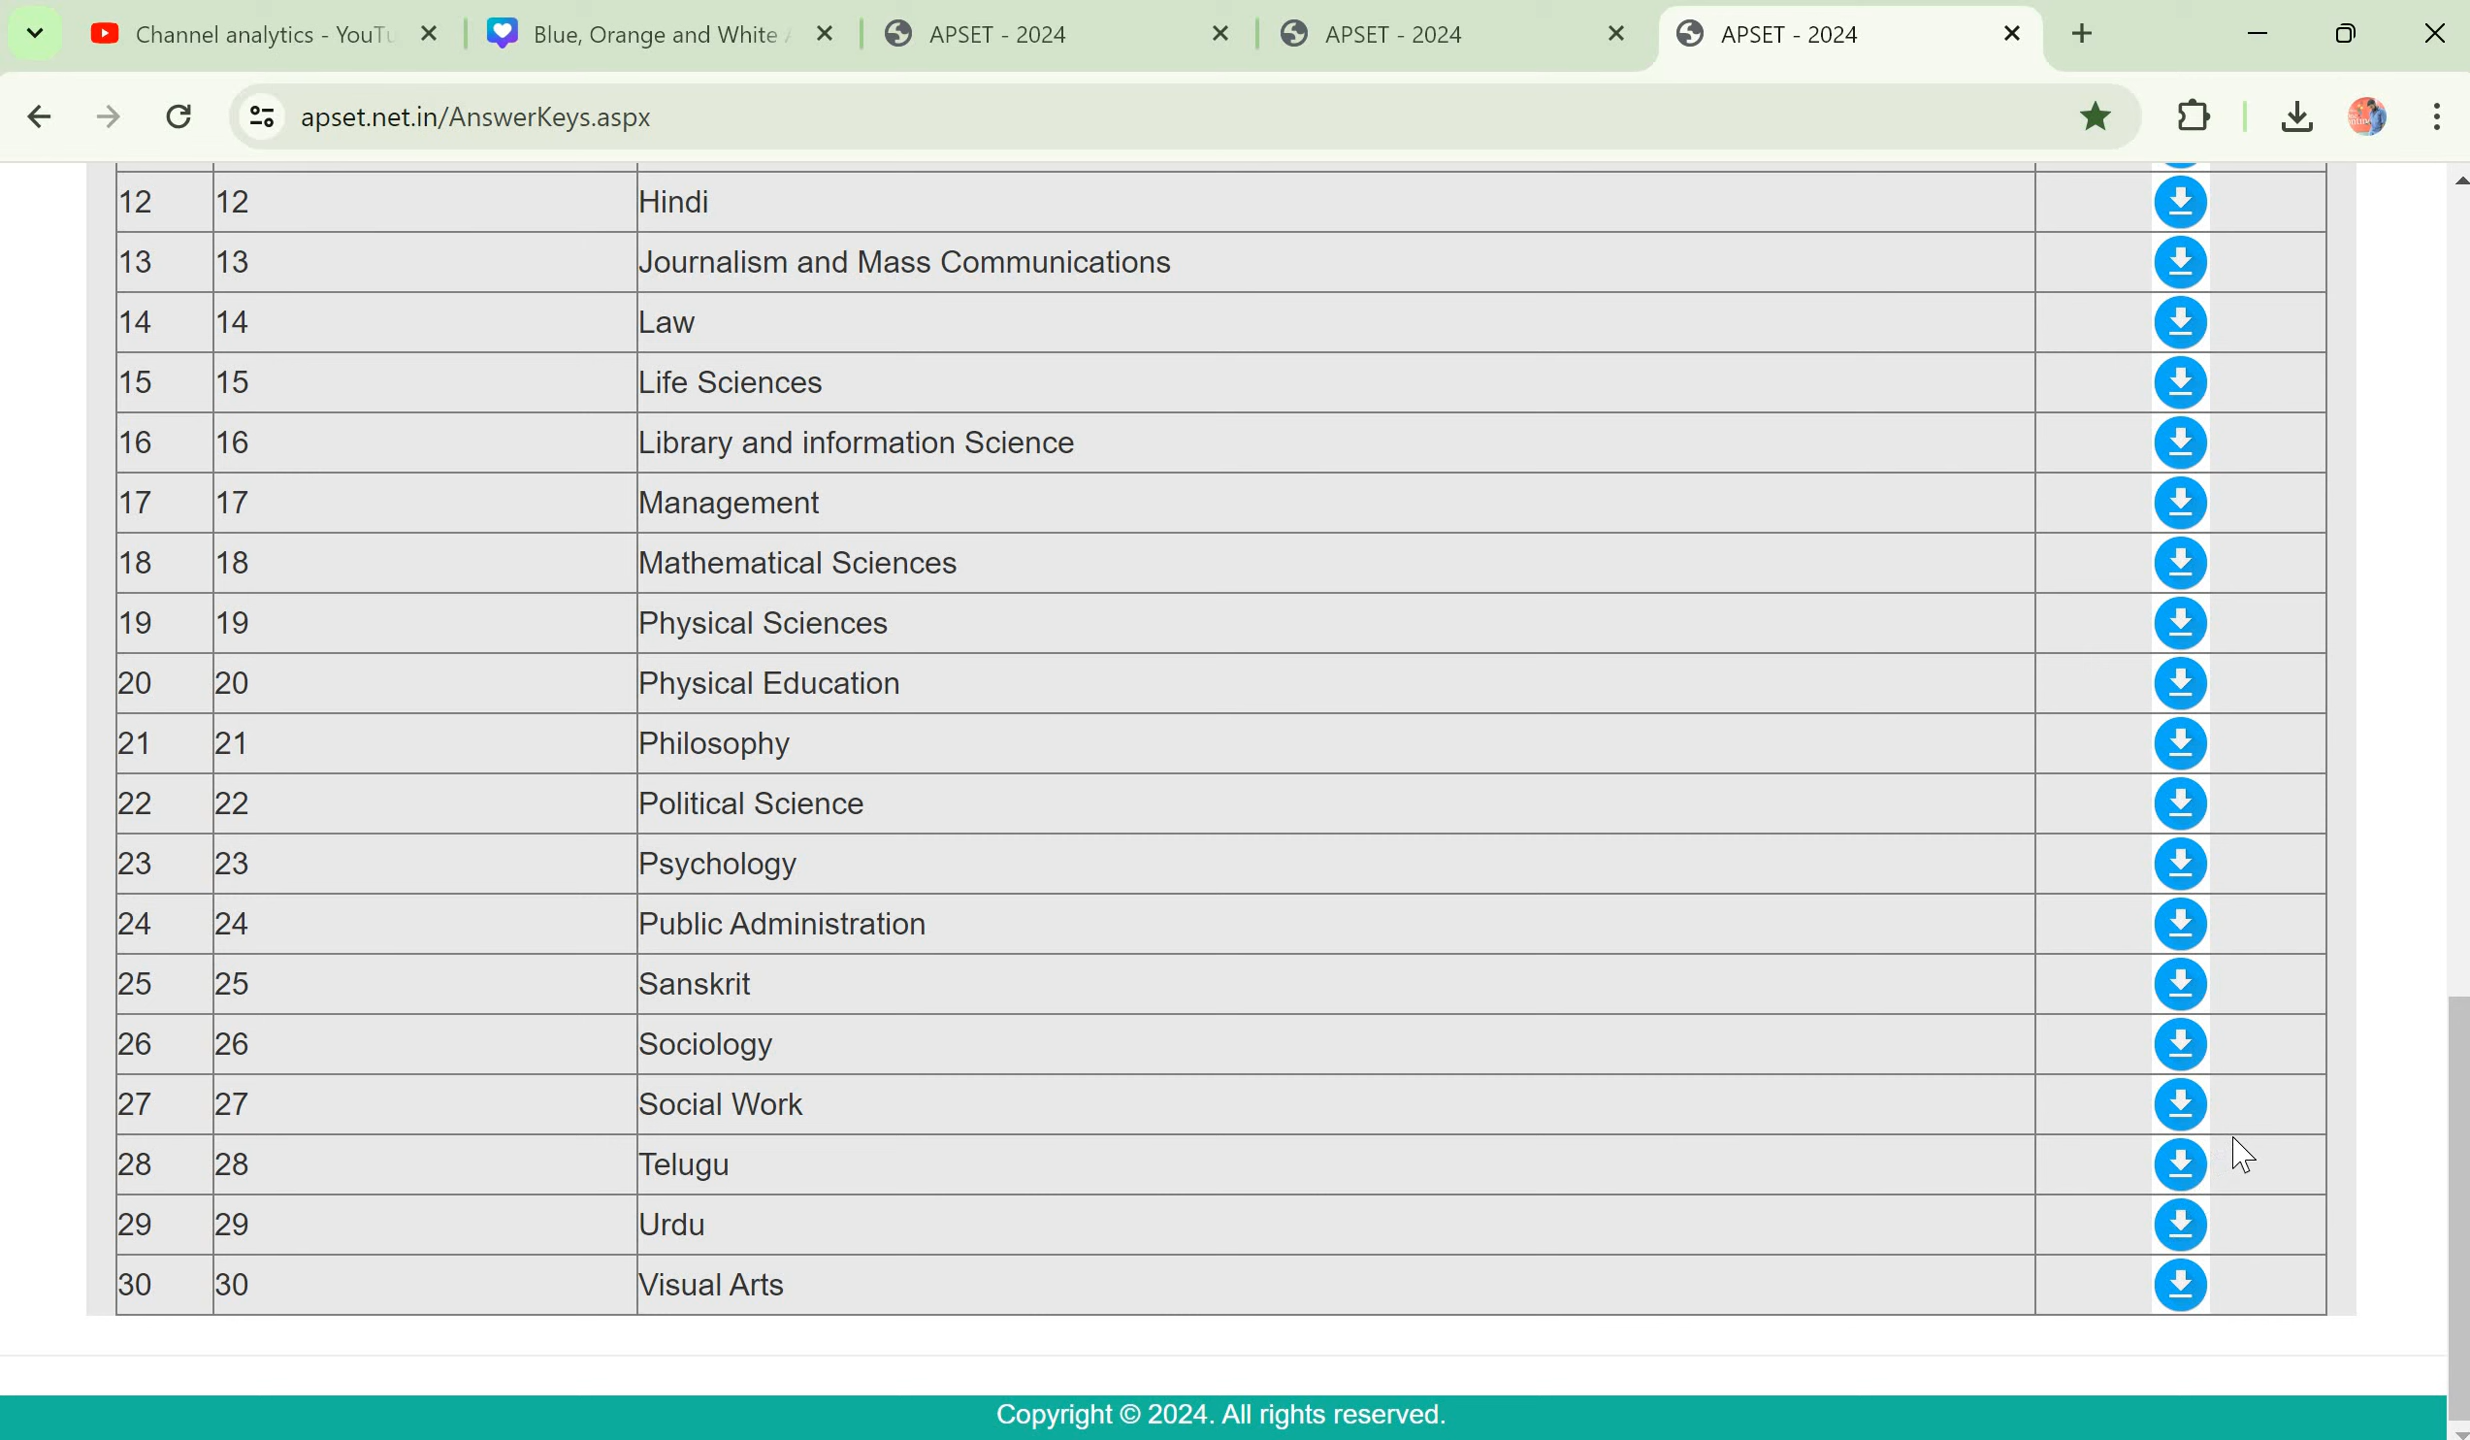 Channel analytics - YouTu
Blue, Orange and White
APSET - 2024
APSET - 2024
APSET - 2024
apset.net.in/AnswerKeys.aspx
12 12 Hindi
13 13 Journalism and Mass Communications
14 14 Law
15 15 Life Sciences
16 16 Library and information Science
17 17 Management
18 18 Mathematical Sciences
19 19 Physical Sciences
20 20 Physical Education
21 21 Philosophy
22 22 Political Science
23 23 Psychology
24 24 Public Administration
25 25 Sanskrit
26 26 Sociology
27 27 Social Work
28 28 Telugu
29 29 Urdu
30 30 Visual Arts
Copyright © 2024. All rights reserved.